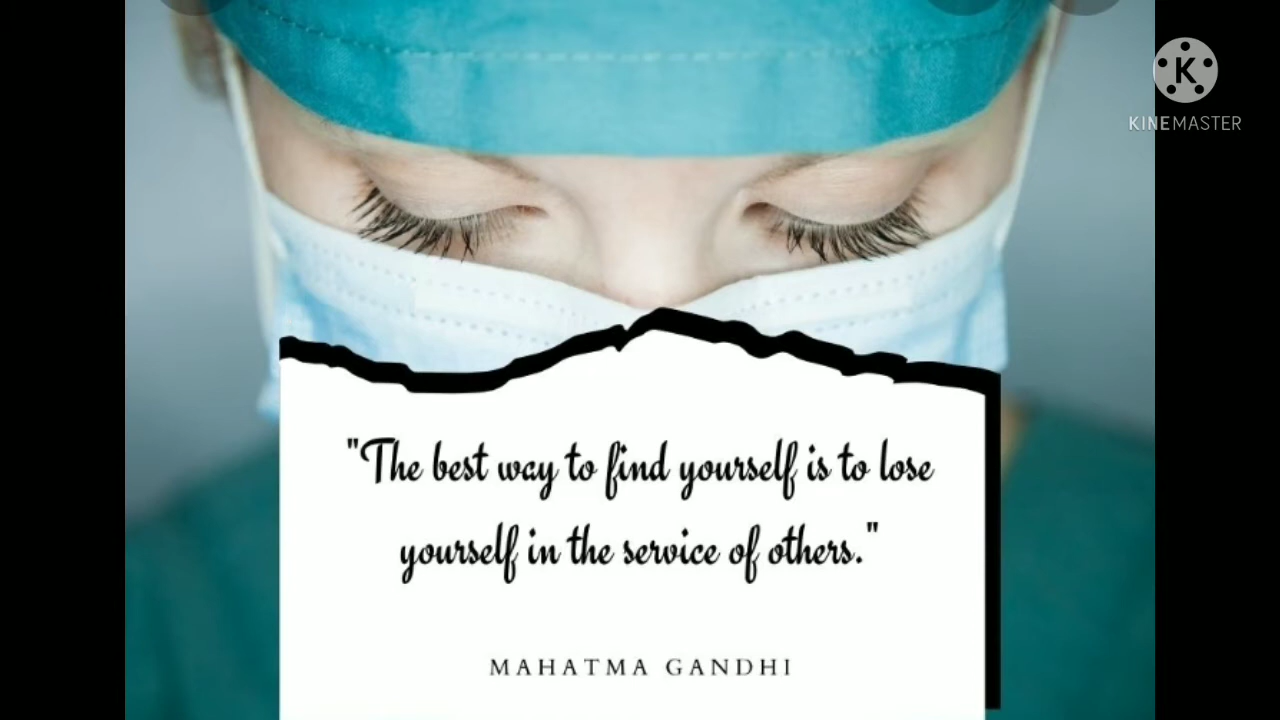 KINEMASTER
"The best way to find yourself is to lose
yourself in the service of others."
MAHATMA GANDHI